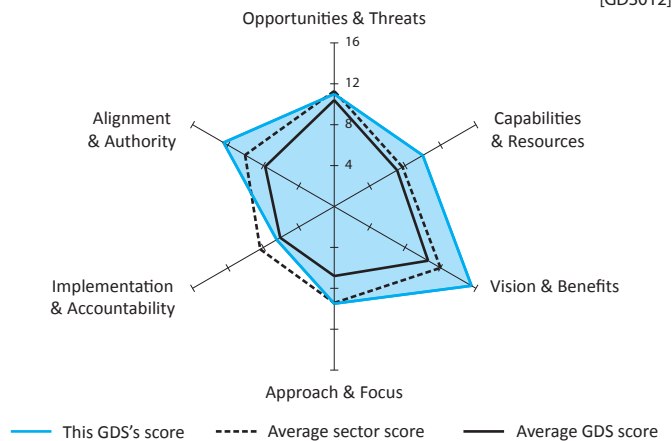 [GDS012]
Opportunities & Threats
16
12
8
4
Alignment
& Authority
Capabilities
& Resources
Implementation
& Accountability
Vision & Benefits
Approach & Focus
This GDS's score
Average sector score
Average GDS score